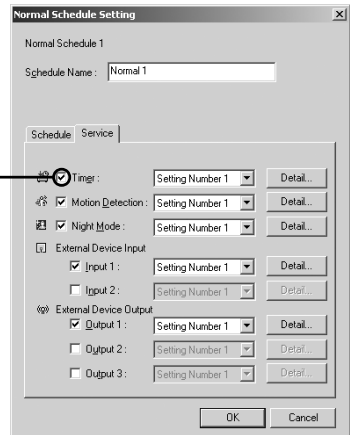 Normal Schedule Setting
Normal Schedule 1
Schedule Name : Normal 1
Schedule Service
Timer : Setting Number 1 Detail...
Motion Detection : Setting Number 1 Detail...
Night Mode : Setting Number 1 Detail...
External Device Input
Input 1 : Setting Number 1 Detail...
Input 2 : Setting Number 1 Detail...
External Device Output
Output 1 : Setting Number 1 Detail...
Output 2 : Setting Number 1 Detail...
Output 3 : Setting Number 1 Detail...
OK Cancel